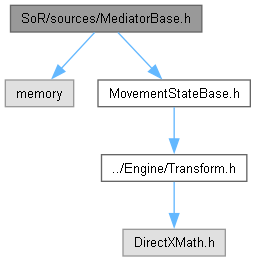 SoR/sources/MediatorBase.h
memory
MovementStateBase.h
../Engine/Transform.h
DirectXMath.h